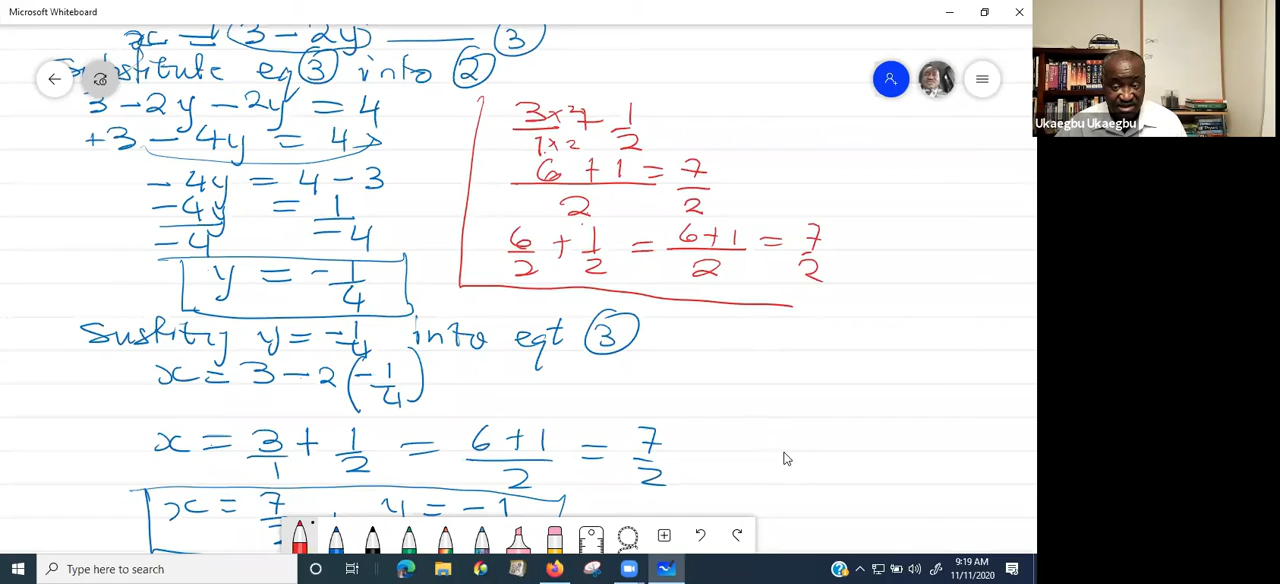 Microsoft Whiteboard
x = (3 - 2y) —— ③
Substitute eq ③ into ②
3 - 2y - 2y = 4
+3 - 4y = 4
-4y = 4 - 3
-4y/-4 = 1/-4
y = -1/4
Sustitry y = -1/4 into eqt ③
x = 3 - 2(-1/4)
x = 3/1 + 1/2 = 6+1/2 = 7/2
x = 7/ , y = -1
3×2/1×2 + 1/2
6+1/2 = 7/2
6/2 + 1/2 = 6+1/2 = 7/2
Ukaegbu Ukaegbu
Type here to search
9:19 AM
11/11/2020